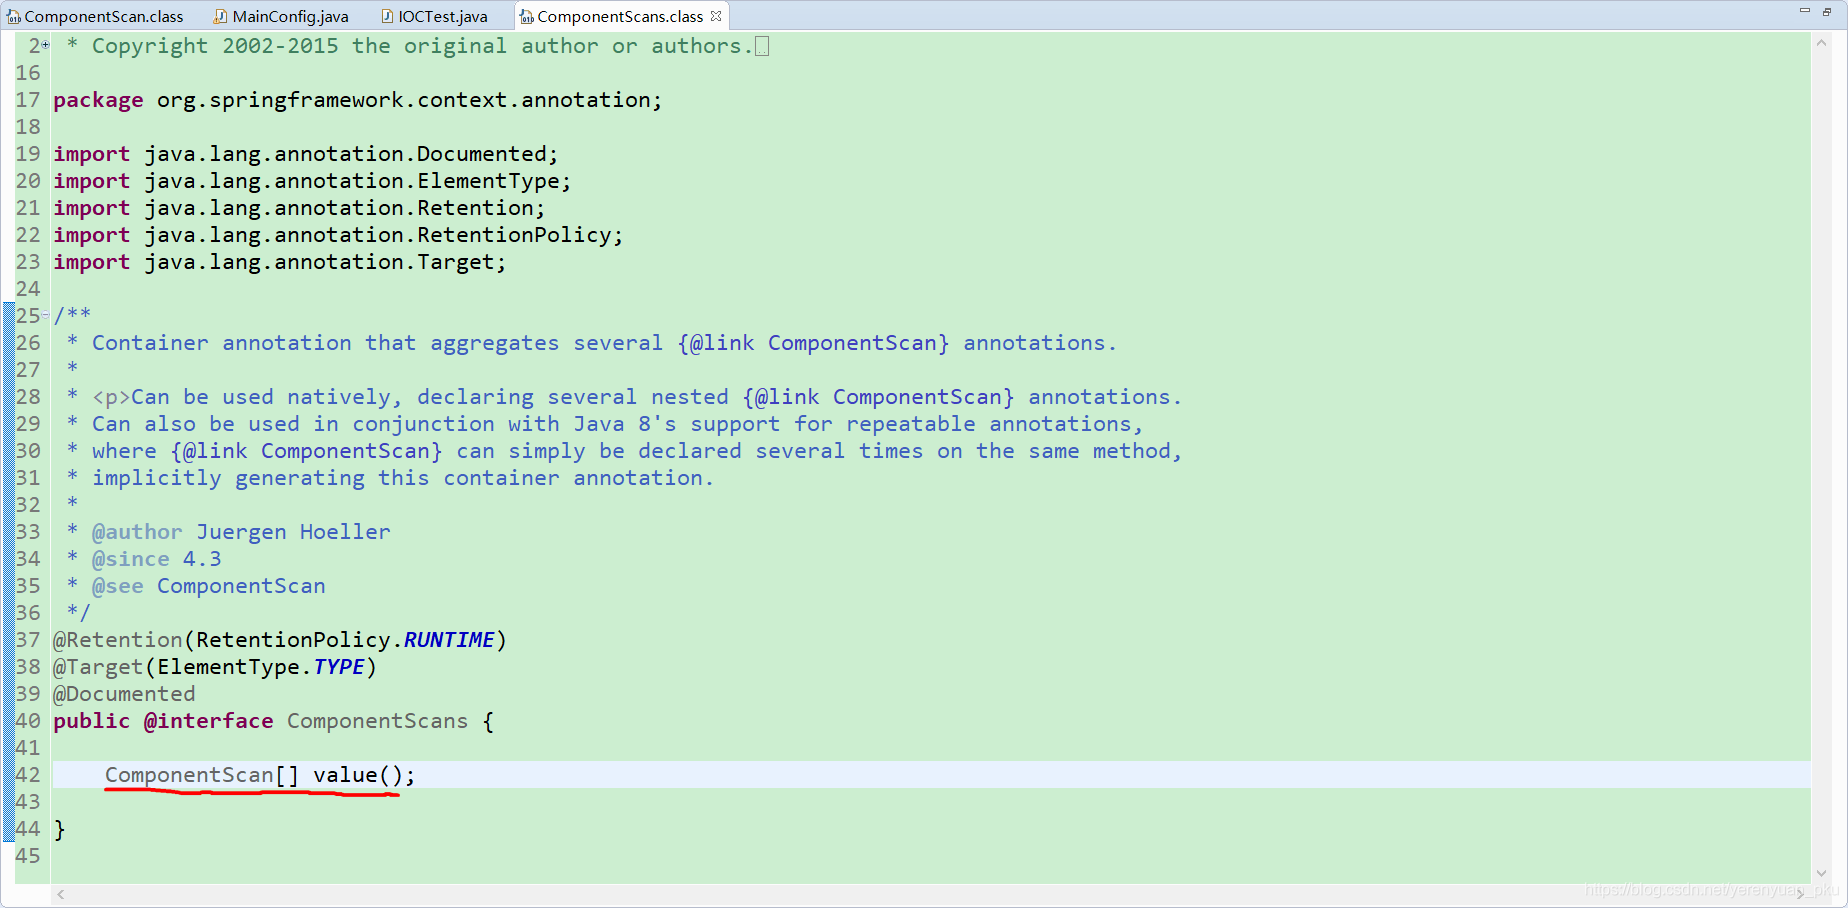 ComponentScan.class MainConfig.java IOCTest.java ComponentScans.class
2 * Copyright 2002-2015 the original author or authors.
16
17 package org.springframework.context.annotation;
18
19 import java.lang.annotation.Documented;
20 import java.lang.annotation.ElementType;
21 import java.lang.annotation.Retention;
22 import java.lang.annotation.RetentionPolicy;
23 import java.lang.annotation.Target;
24
25 /**
26 * Container annotation that aggregates several {@link ComponentScan} annotations.
27 *
28 * <p>Can be used natively, declaring several nested {@link ComponentScan} annotations.
29 * Can also be used in conjunction with Java 8's support for repeatable annotations,
30 * where {@link ComponentScan} can simply be declared several times on the same method,
31 * implicitly generating this container annotation.
32 *
33 * @author Juergen Hoeller
34 * @since 4.3
35 * @see ComponentScan
36 */
37 @Retention(RetentionPolicy.RUNTIME)
38 @Target(ElementType.TYPE)
39 @Documented
40 public @interface ComponentScans {
41
42 ComponentScan[] value();
43
44 }
45
https://blog.csdn.net/yerenyuan_pku